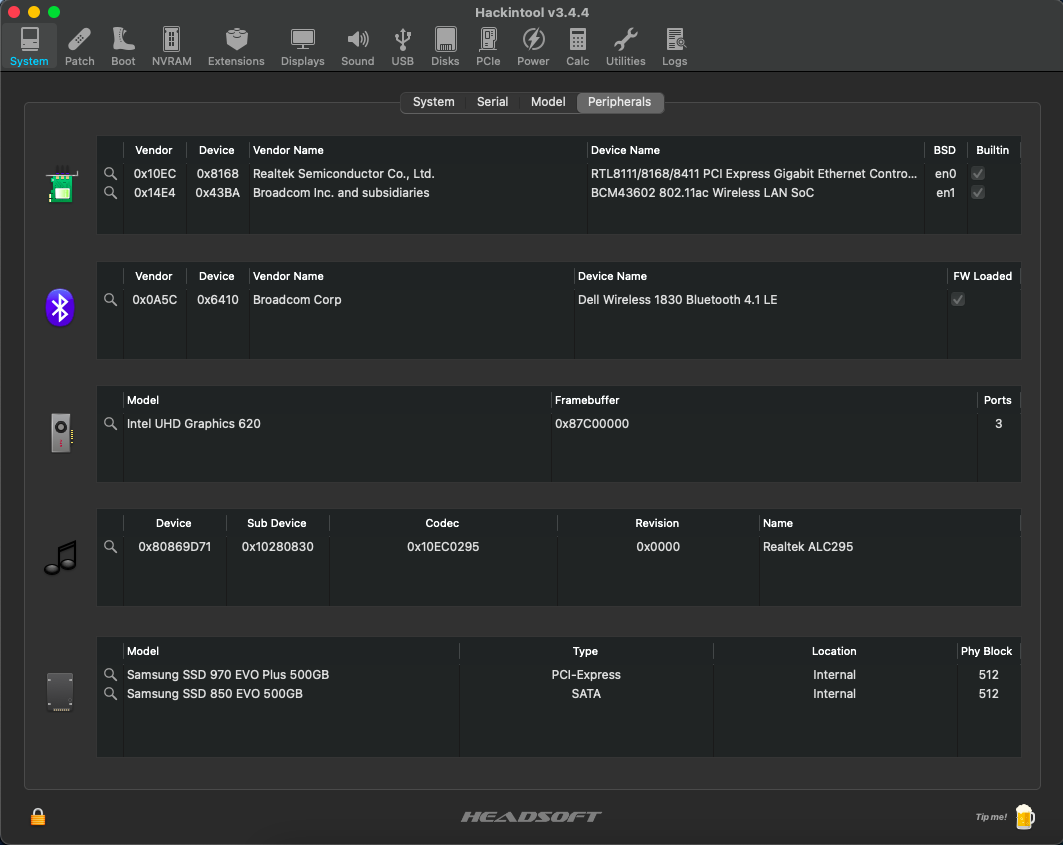 Hackintool v3.4.4
System Patch Boot NVRAM Extensions Displays Sound USB Disks PCIe Power Calc Utilities Logs
System Serial Model Peripherals
Vendor Device Vendor Name Device Name BSD Builtin
0x10EC 0x8168 Realtek Semiconductor Co., Ltd. RTL8111/8168/8411 PCI Express Gigabit Ethernet Contro... en0
0x14E4 0x43BA Broadcom Inc. and subsidiaries BCM43602 802.11ac Wireless LAN SoC en1
Vendor Device Vendor Name Device Name FW Loaded
0x0A5C 0x6410 Broadcom Corp Dell Wireless 1830 Bluetooth 4.1 LE
Model Framebuffer Ports
Intel UHD Graphics 620 0x87C00000 3
Device Sub Device Codec Revision Name
0x80869D71 0x10280830 0x10EC0295 0x0000 Realtek ALC295
Model Type Location Phy Block
Samsung SSD 970 EVO Plus 500GB PCI-Express Internal 512
Samsung SSD 850 EVO 500GB SATA Internal 512
HEADSOFT
Tip me!